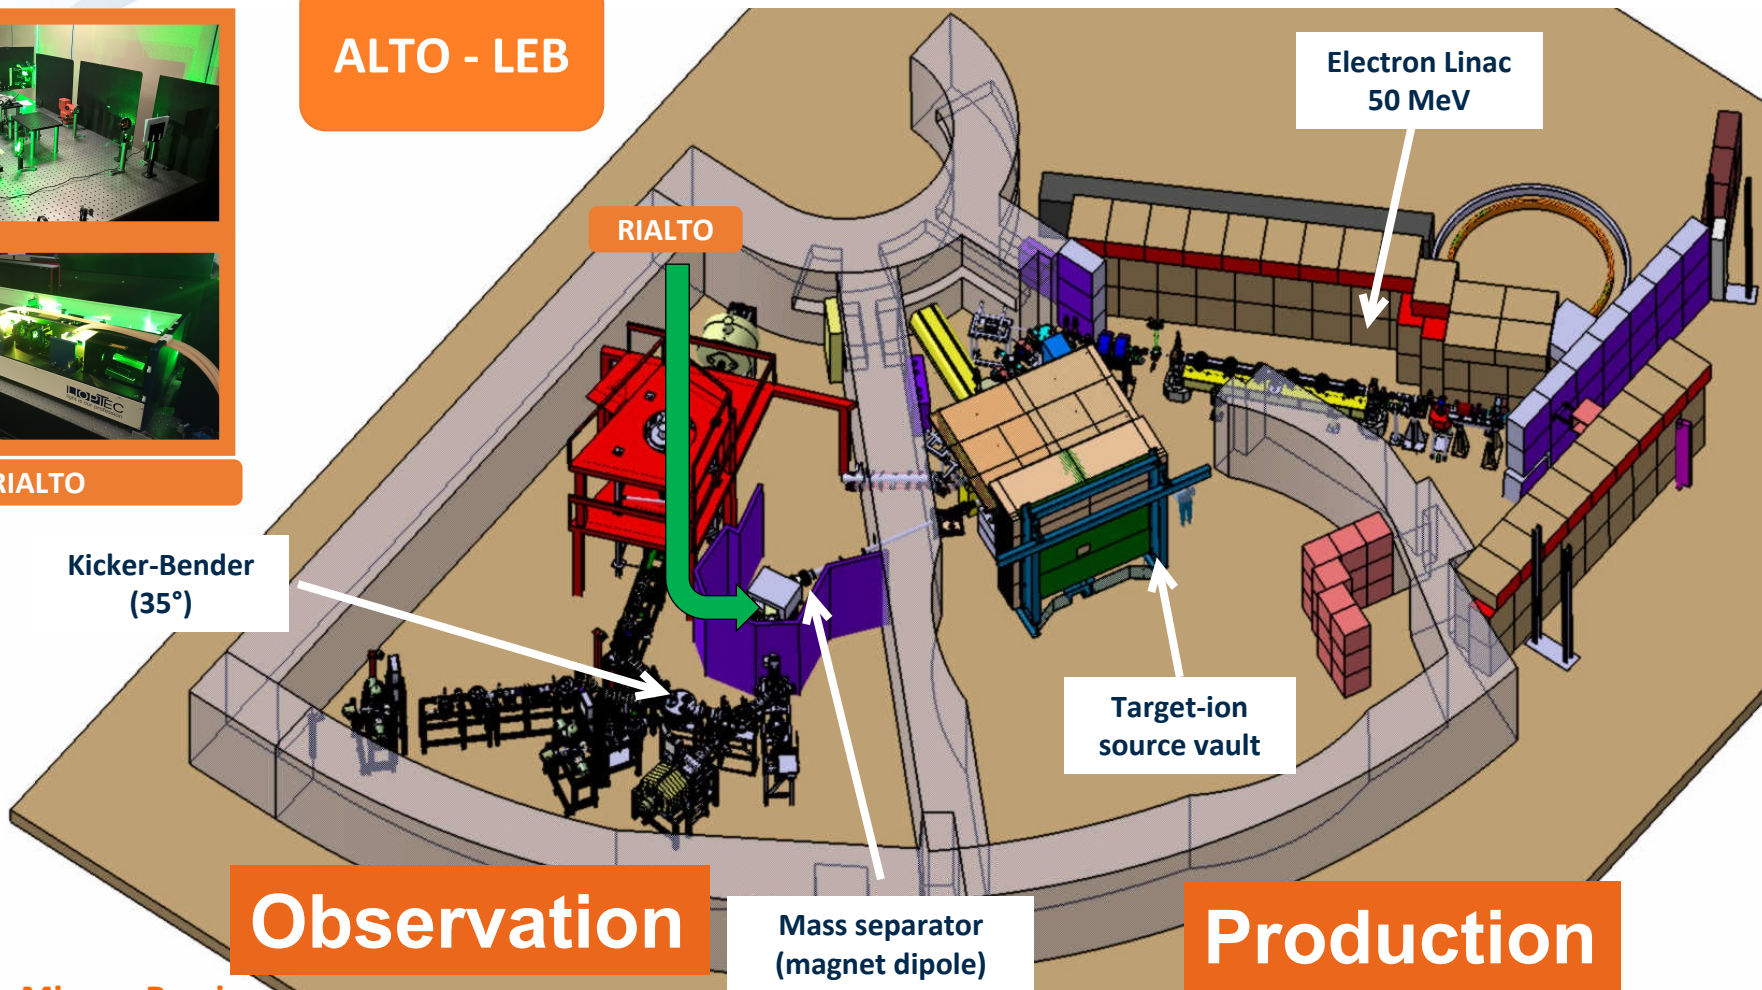 ALTO - LEB
Electron Linac
50 MeV
RIALTO
LIOPTEC
RIALTO
Kicker-Bender
(35°)
Target-ion
source vault
Observation
Mass separator
(magnet dipole)
Production